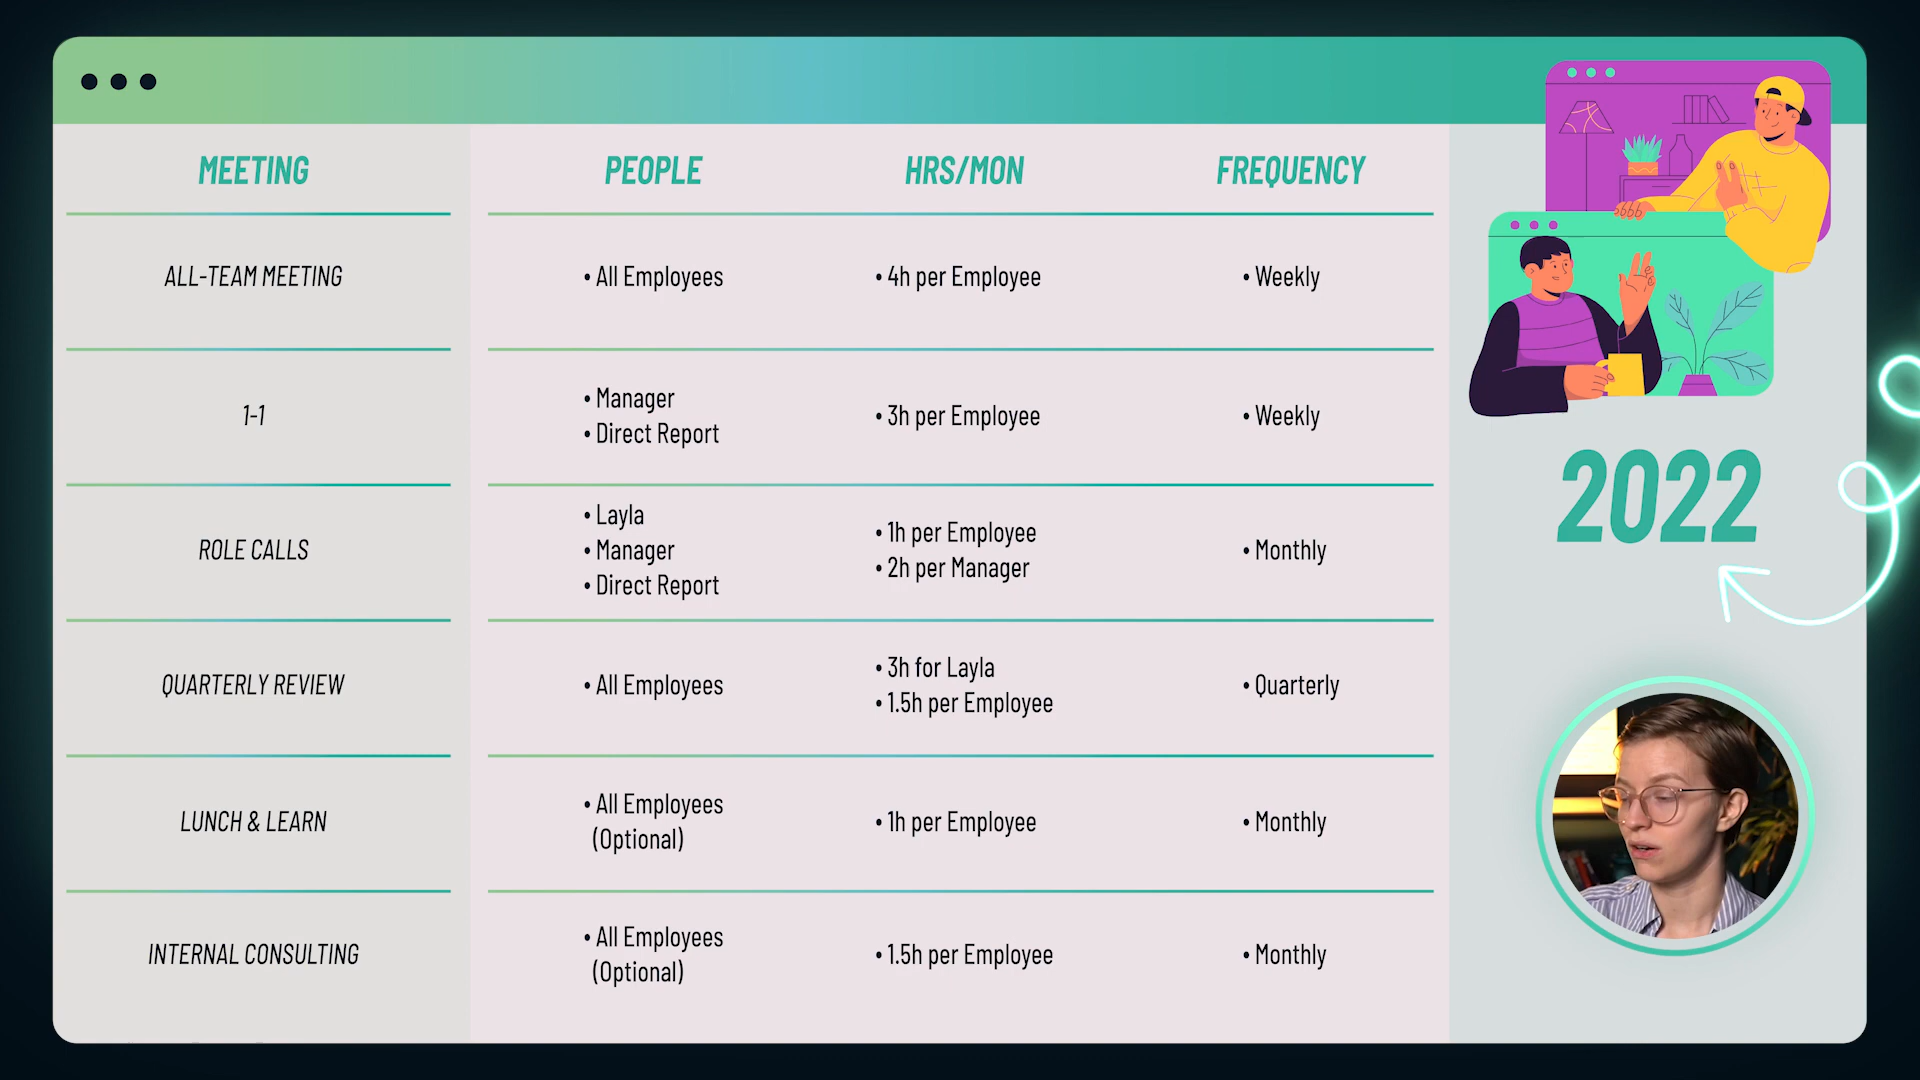 MEETING
PEOPLE
HRS/MON
FREQUENCY
ALL-TEAM MEETING
• All Employees
• 4h per Employee
• Weekly
1-1
• Manager
• Direct Report
• 3h per Employee
• Weekly
ROLE CALLS
• Layla
• Manager
• Direct Report
• 1h per Employee
• 2h per Manager
• Monthly
QUARTERLY REVIEW
• All Employees
• 3h for Layla
• 1.5h per Employee
• Quarterly
LUNCH & LEARN
• All Employees
(Optional)
• 1h per Employee
• Monthly
INTERNAL CONSULTING
• All Employees
(Optional)
• 1.5h per Employee
• Monthly
2022